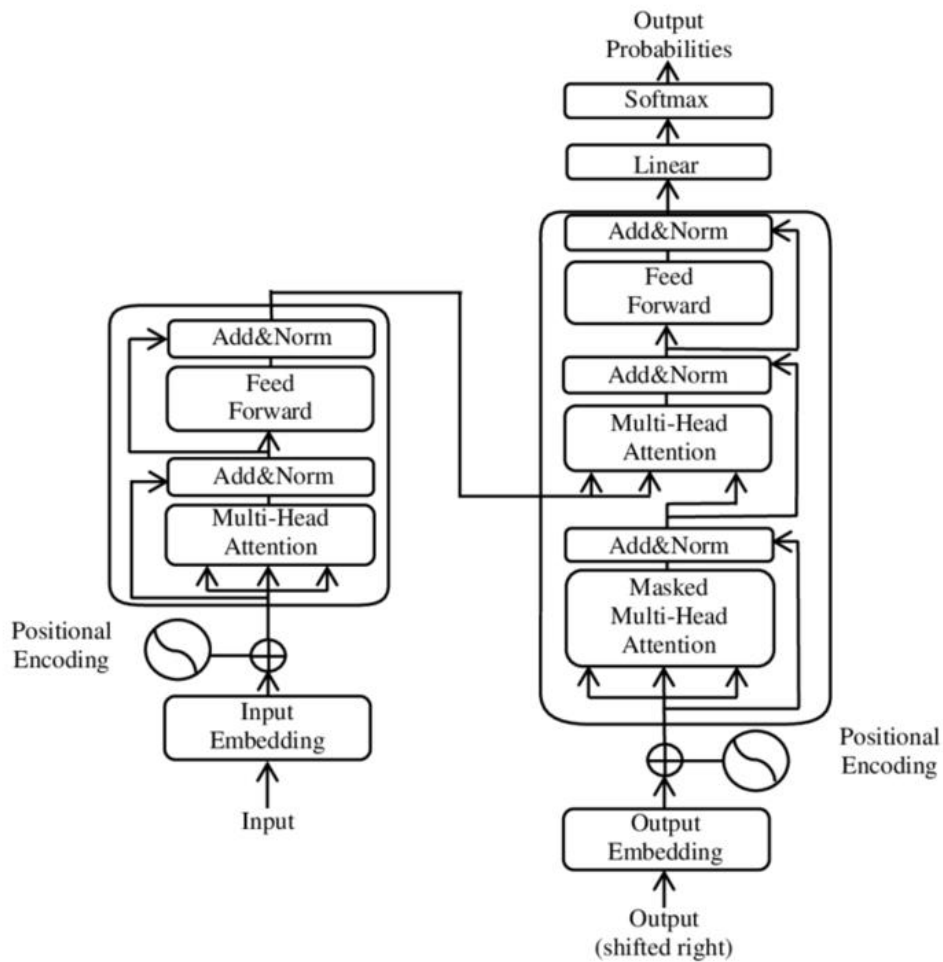 Output
Probabilities
Softmax
Linear
Add&Norm
Feed
Forward
Add&Norm
Multi-Head
Attention
Add&Norm
Masked
Multi-Head
Attention
Positional
Encoding
Output
Embedding
Output
(shifted right)
Add&Norm
Feed
Forward
Add&Norm
Multi-Head
Attention
Positional
Encoding
Input
Embedding
Input